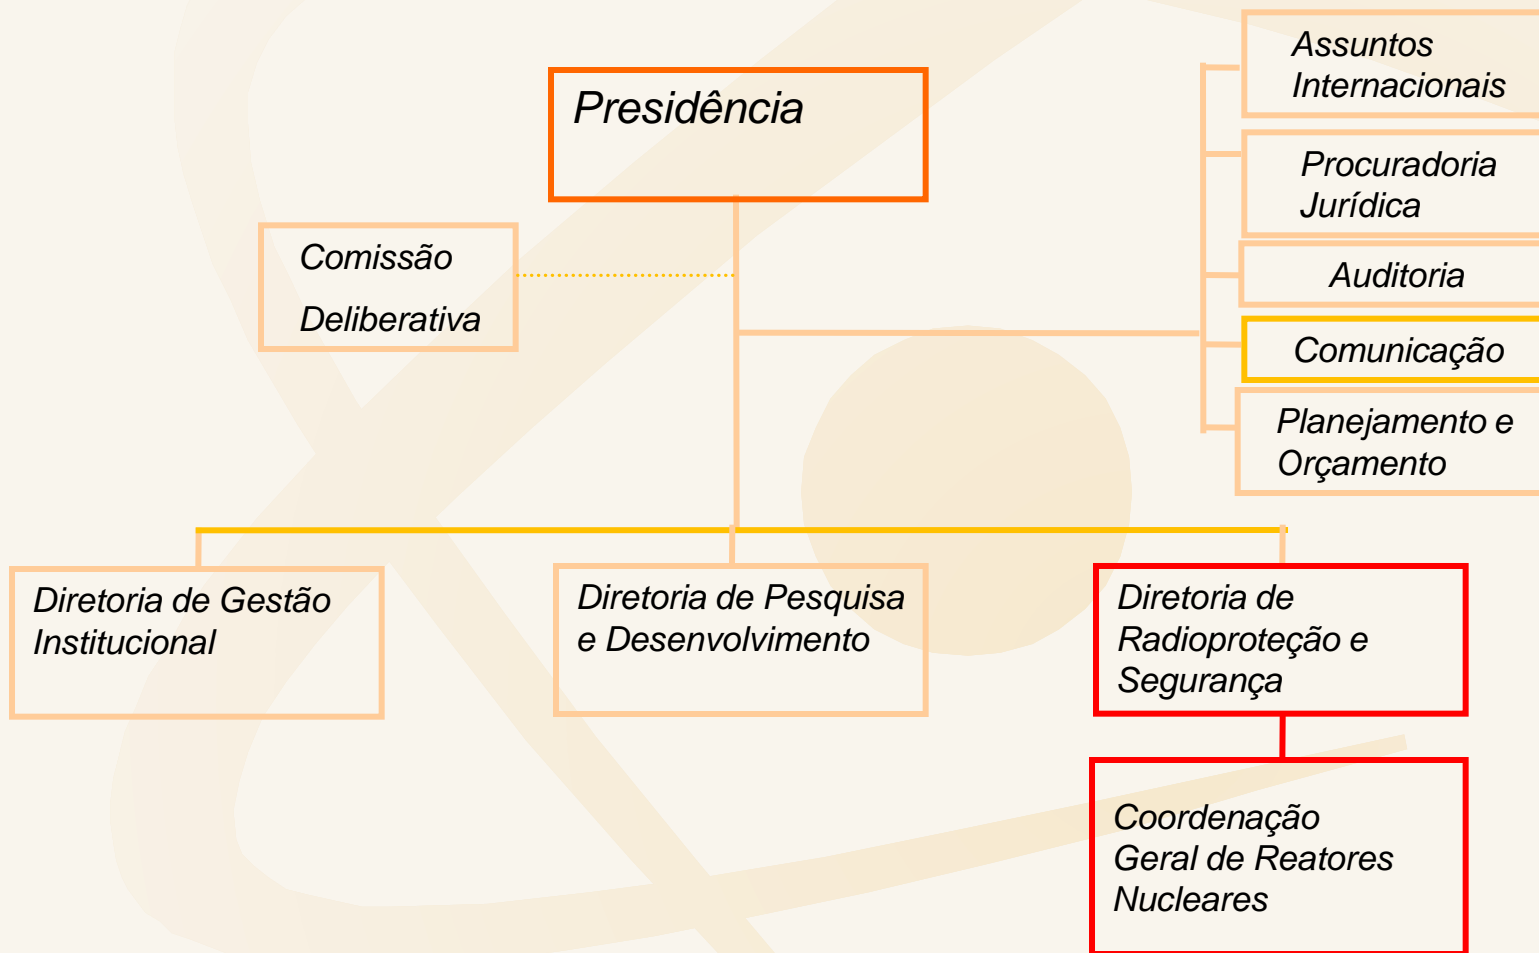 Presidência
Comissão
Deliberativa
Assuntos
Internacionais
Procuradoria
Jurídica
Auditoria
Comunicação
Planejamento e
Orçamento
Diretoria de Gestão
Institucional
Diretoria de Pesquisa
e Desenvolvimento
Diretoria de
Radioproteção e
Segurança
Coordenação
Geral de Reatores
Nucleares